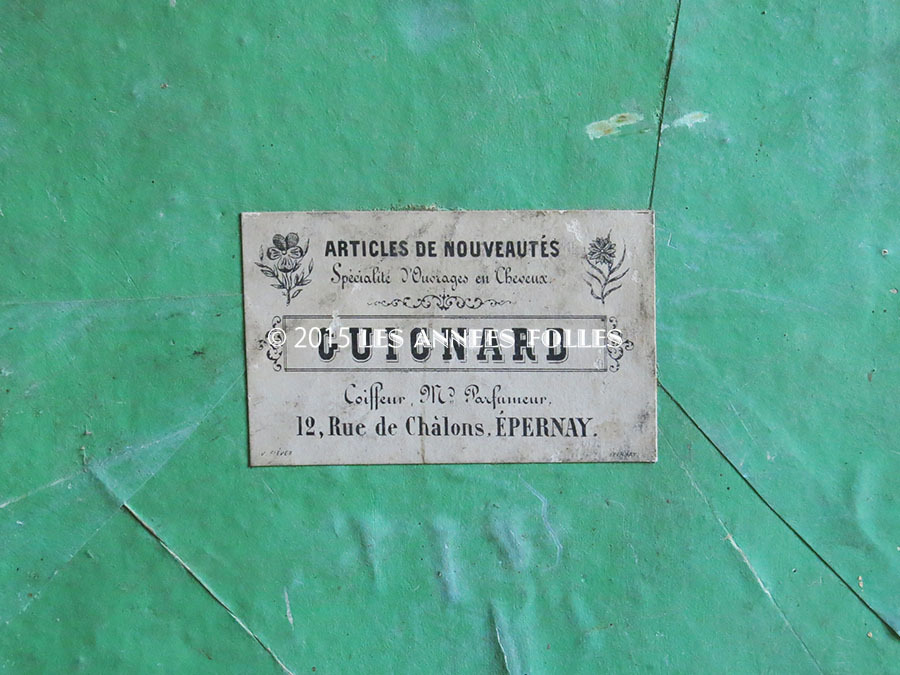 ARTICLES DE NOUVEAUTÉS
Spécialité d'Ouvrages en Cheveux.
GUIGNARD
© 2015 LES ANNEES FOLLES
Coiffeur, Md Parfumeur,
12, Rue de Châlons, ÉPERNAY.